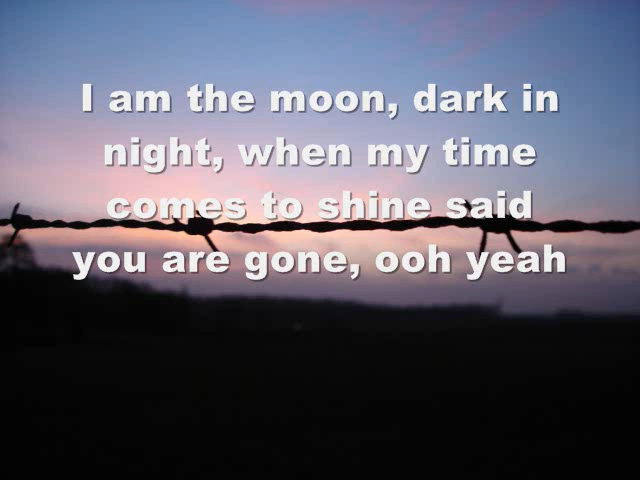 I am the moon, dark in
night, when my time
comes to shine said
you are gone, ooh yeah